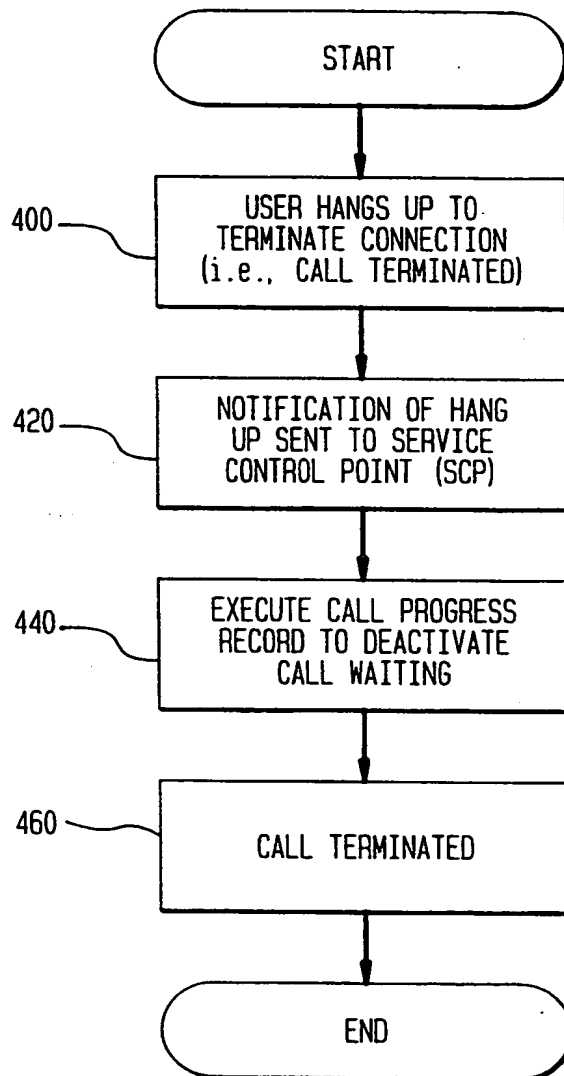 START
400
USER HANGS UP TO
TERMINATE CONNECTION
(i.e., CALL TERMINATED)
420
NOTIFICATION OF HANG
UP SENT TO SERVICE
CONTROL POINT (SCP)
440
EXECUTE CALL PROGRESS
RECORD TO DEACTIVATE
CALL WAITING
460
CALL TERMINATED
END